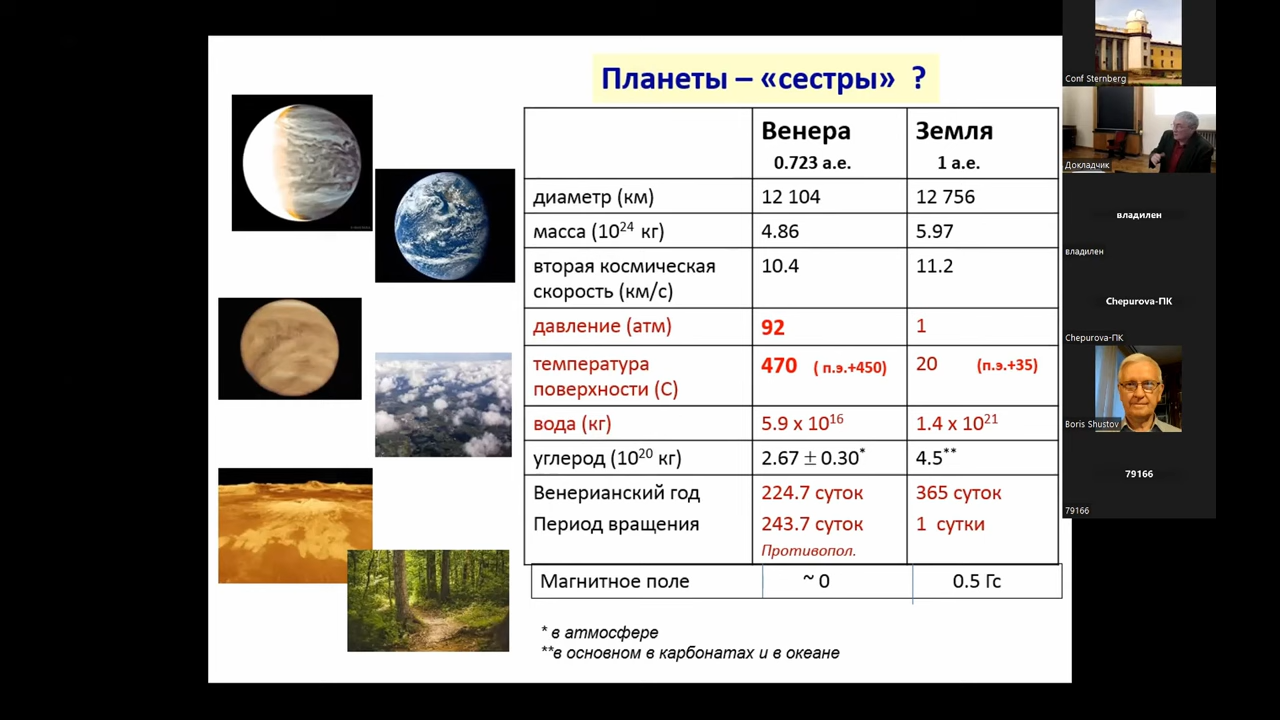 Планеты – «сестры» ?
Венера
Земля
0.723 а.е.
1 а.е.
диаметр (км)
12 104
12 756
масса (10²⁴ кг)
4.86
5.97
вторая космическая
скорость (км/с)
10.4
11.2
давление (атм)
92
1
температура
поверхности (С)
470 ( п.э.+450)
20 (п.э.+35)
вода (кг)
5.9 х 10¹⁶
1.4 х 10²¹
углерод (10²⁰ кг)
2.67 ± 0.30*
4.5**
Венерианский год
224.7 суток
365 суток
Период вращения
243.7 суток
1 сутки
Противопол.
Магнитное поле
~ 0
0.5 Гс
* в атмосфере
**в основном в карбонатах и в океане
Conf Sternberg
Докладчик
владилен
владилен
Chepurova-ПК
Chepurova-ПК
Boris Shustov
79166
79166